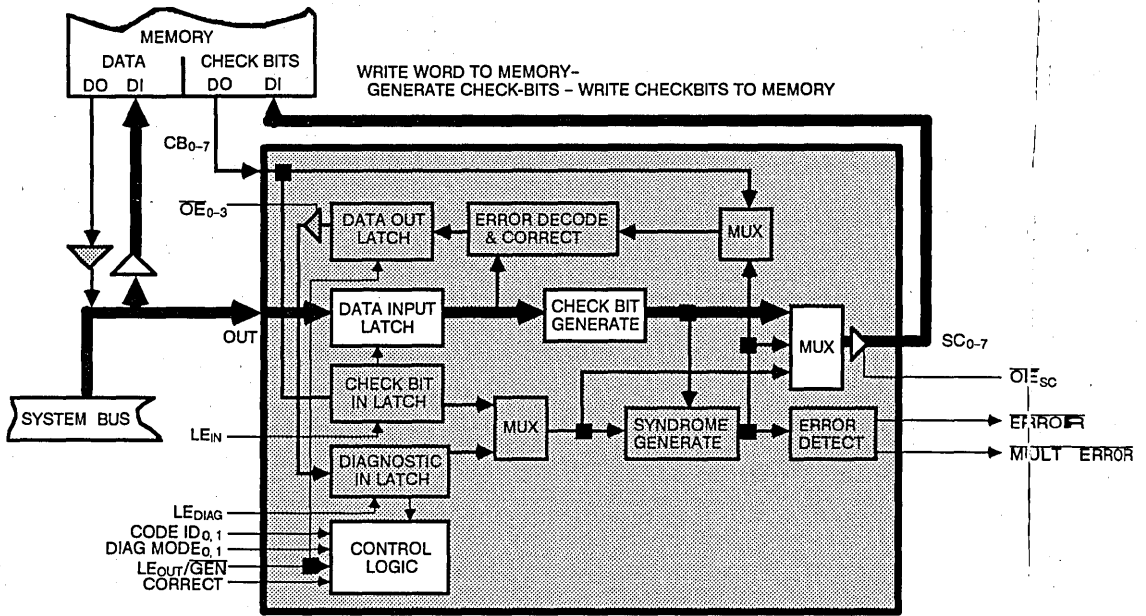 MEMORY
DATA
CHECK BITS
DO DI
DO DI
WRITE WORD TO MEMORY–
GENERATE CHECK-BITS – WRITE CHECKBITS TO MEMORY
CB0–7
OE0–3
DATA OUT
LATCH
ERROR DECODE
& CORRECT
MUX
DATA INPUT
LATCH
CHECK BIT
GENERATE
MUX
OUT
SC0–7
SYSTEM BUS
CHECK BIT
IN LATCH
MUX
SYNDROME
GENERATE
ERROR
DETECT
OESC
ERROR
MULT ERROR
LEIN
DIAGNOSTIC
IN LATCH
LEDIAG
CODE ID0, 1
DIAG MODE0, 1
LEOUT/GEN
CORRECT
CONTROL
LOGIC